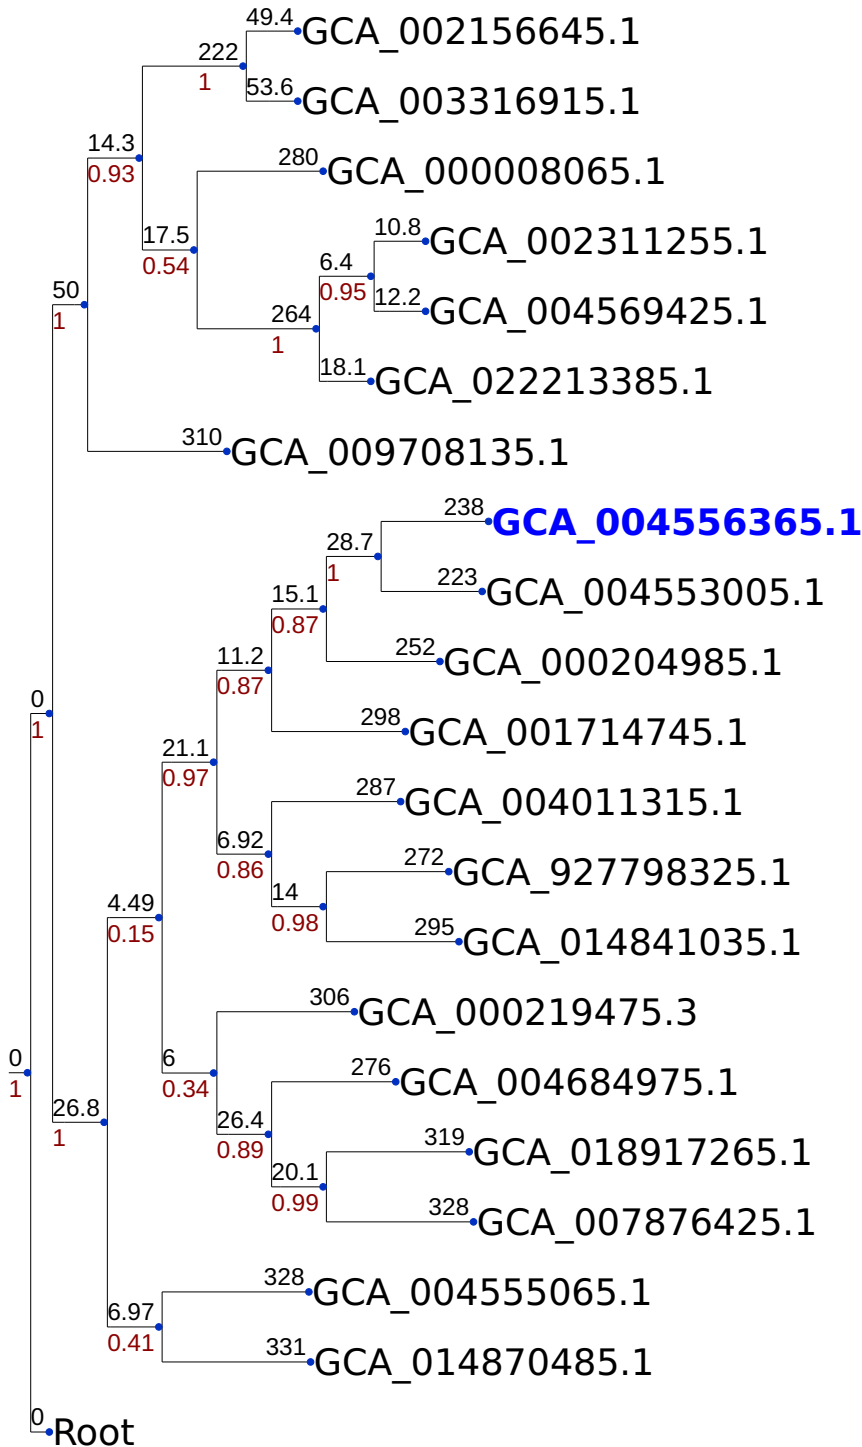 49.4
GCA_002156645.1
222
1
53.6
GCA_003316915.1
14.3
0.93
280
GCA_000008065.1
17.5
0.54
10.8
GCA_002311255.1
6.4
0.95
12.2
GCA_004569425.1
264
1
18.1
GCA_022213385.1
50
1
310
GCA_009708135.1
238
GCA_004556365.1
28.7
1
223
GCA_004553005.1
15.1
0.87
252
GCA_000204985.1
11.2
0.87
298
GCA_001714745.1
0
1
21.1
0.97
287
GCA_004011315.1
6.92
0.86
272
GCA_927798325.1
14
0.98
295
GCA_014841035.1
4.49
0.15
306
GCA_000219475.3
0
1
6
0.34
276
GCA_004684975.1
26.8
1
26.4
0.89
319
GCA_018917265.1
20.1
0.99
328
GCA_007876425.1
328
GCA_004555065.1
6.97
0.41
331
GCA_014870485.1
0
Root